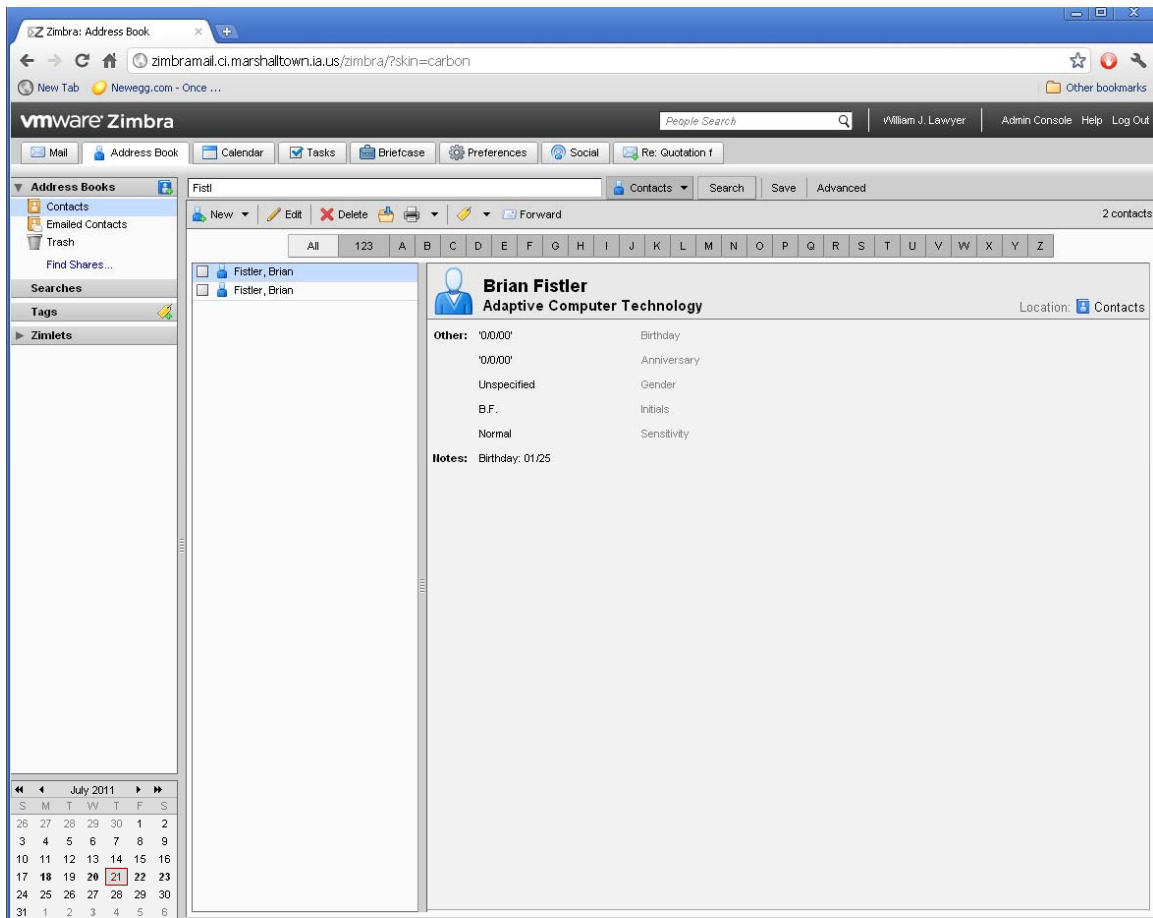 Zimbra: Address Book
zimbramail.ci.marshalltown.ia.us/zimbra/?skin=carbon
New Tab Newegg.com - Once ... Other bookmarks
vmware Zimbra People Search William J. Lawyer Admin Console Help Log Out
Mail Address Book Calendar Tasks Briefcase Preferences Social Re: Quotation f
Address Books Fistl Contacts Search Save Advanced
Contacts New Edit Delete Forward 2 contacts
Emailed Contacts
Trash
All 123 A B C D E F G H I J K L M N O P Q R S T U V W X Y Z
Find Shares...
Searches
Tags
Zimlets
Fistler, Brian
Fistler, Brian
Brian Fistler
Adaptive Computer Technology
Location: Contacts
Other: '0/0/00' Birthday
'0/0/00' Anniversary
Unspecified Gender
B.F. Initials
Normal Sensitivity
Notes: Birthday: 01/25
July 2011
S M T W T F S
26 27 28 29 30 1 2
3 4 5 6 7 8 9
10 11 12 13 14 15 16
17 18 19 20 21 22 23
24 25 26 27 28 29 30
31 1 2 3 4 5 6